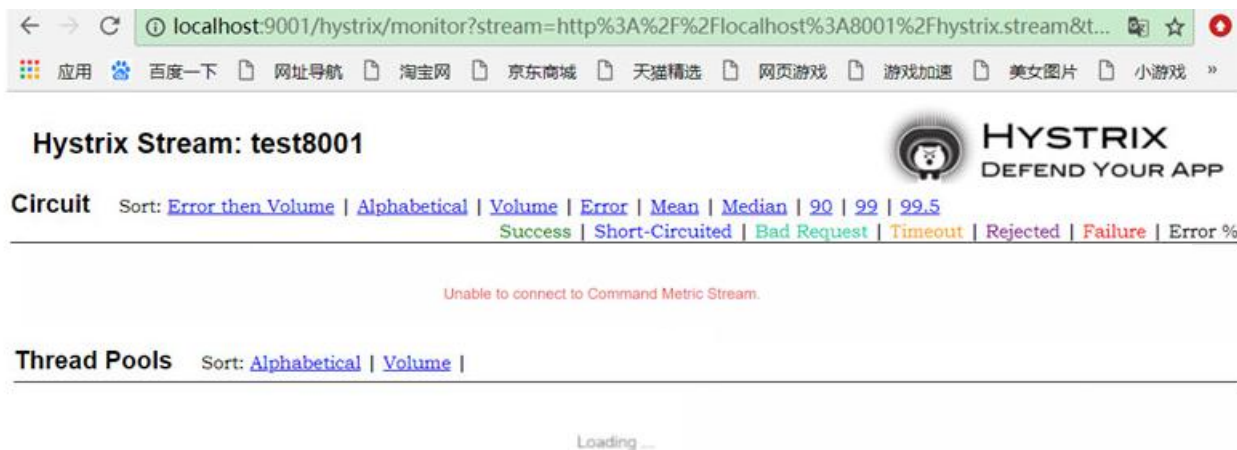 localhost:9001/hystrix/monitor?stream=http%3A%2F%2Flocalhost%3A8001%2Fhystrix.stream&t...
应用 百度一下 网址导航 淘宝网 京东商城 天猫精选 网页游戏 游戏加速 美女图片 小游戏 »
Hystrix Stream: test8001
HYSTRIX
DEFEND YOUR APP
Circuit Sort: Error then Volume | Alphabetical | Volume | Error | Mean | Median | 90 | 99 | 99.5
Success | Short-Circuited | Bad Request | Timeout | Rejected | Failure | Error %
Unable to connect to Command Metric Stream.
Thread Pools Sort: Alphabetical | Volume |
Loading ...